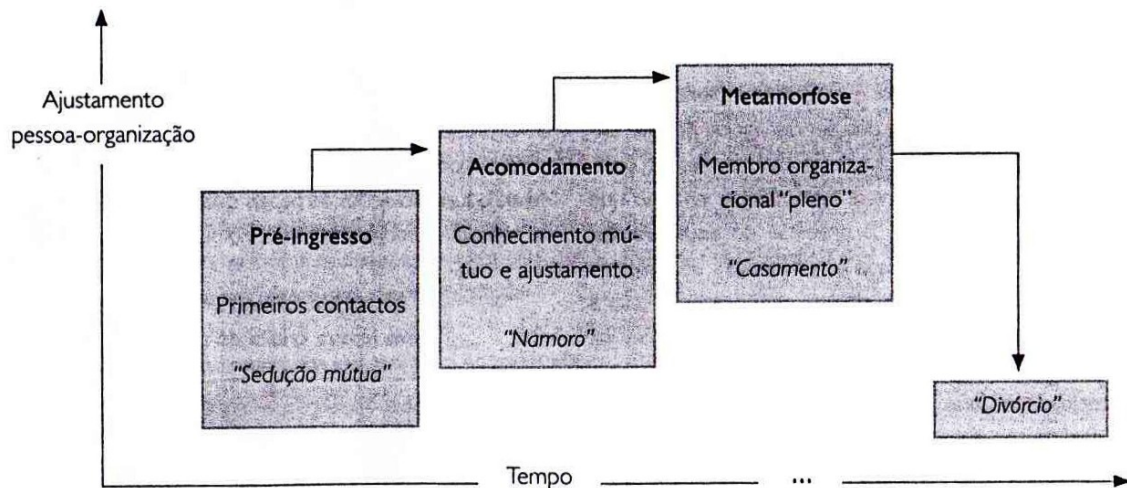 Ajustamento
pessoa-organização
Pré-Ingresso
Primeiros contactos
“Sedução mútua”
Acomodamento
Conhecimento mú-
tuo e ajustamento
“Namoro”
Metamorfose
Membro organiza-
cional “pleno”
“Casamento”
“Divórcio”
Tempo
...